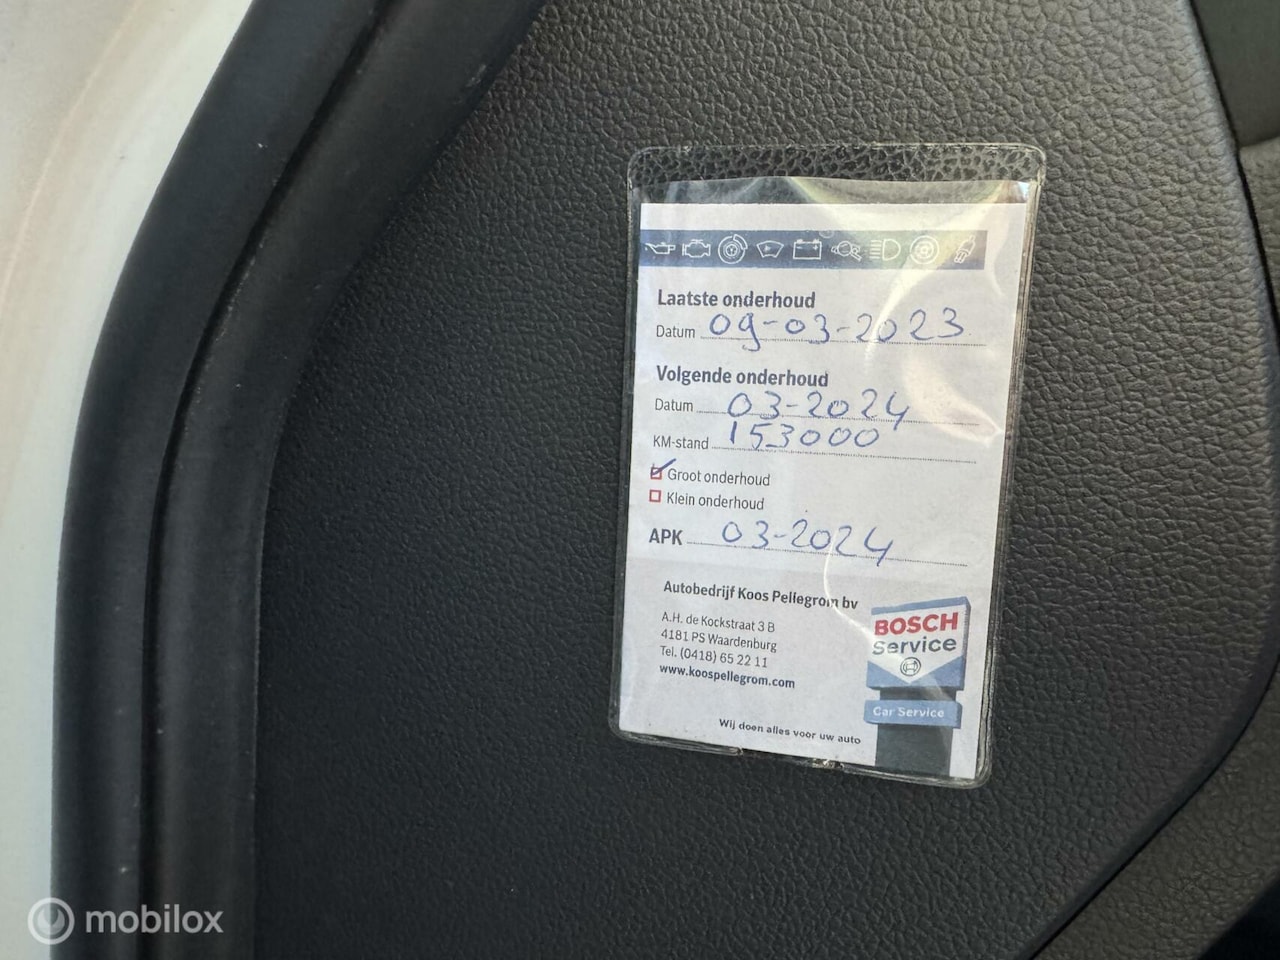 Laatste onderhoud
Datum 09-03-2023
Volgende onderhoud
Datum 03-2024
KM-stand 153000
Groot onderhoud
Klein onderhoud
APK 03-2024
Autobedrijf Koos Pellegrom bv
A.H. de Kockstraat 3 B
4181 PS Waardenburg
Tel. (0418) 65 22 11
www.koospellegrom.com
Wij doen alles voor uw auto
BOSCH
Service
Car Service
mobilox